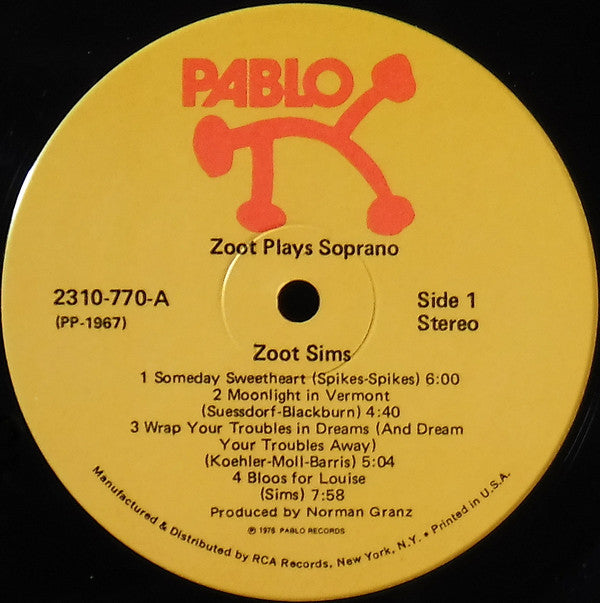 PABLO
Zoot Plays Soprano
2310-770-A
(PP-1967)
Side 1
Stereo
Zoot Sims
1 Someday Sweetheart (Spikes-Spikes) 6:00
2 Moonlight in Vermont
(Suessdorf-Blackburn) 4:40
3 Wrap Your Troubles in Dreams (And Dream
Your Troubles Away)
(Koehler-Moll-Barris) 5:04
4 Bloos for Louise
(Sims) 7:58
Produced by Norman Granz
℗ 1976 PABLO RECORDS
Manufactured & Distributed by RCA Records, New York, N.Y. • Printed in U.S.A.